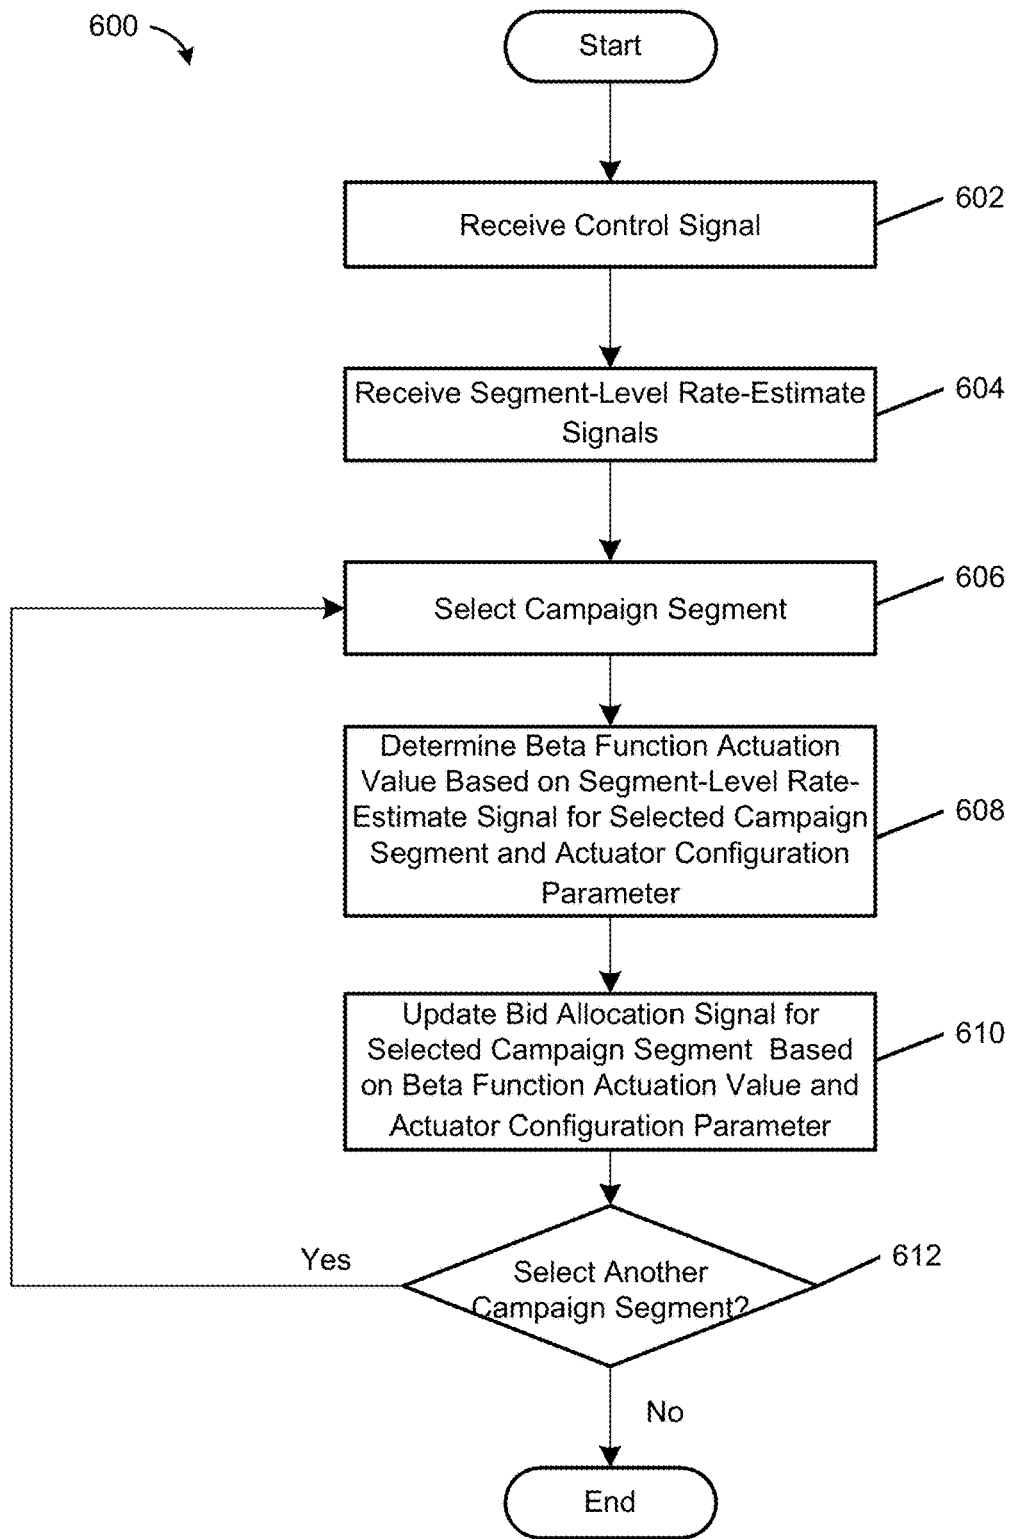 600
Start
Receive Control Signal
602
Receive Segment-Level Rate-Estimate
Signals
604
Select Campaign Segment
606
Determine Beta Function Actuation
Value Based on Segment-Level Rate-
Estimate Signal for Selected Campaign
Segment and Actuator Configuration
Parameter
608
Update Bid Allocation Signal for
Selected Campaign Segment Based
on Beta Function Actuation Value and
Actuator Configuration Parameter
610
Yes
Select Another
Campaign Segment?
612
No
End